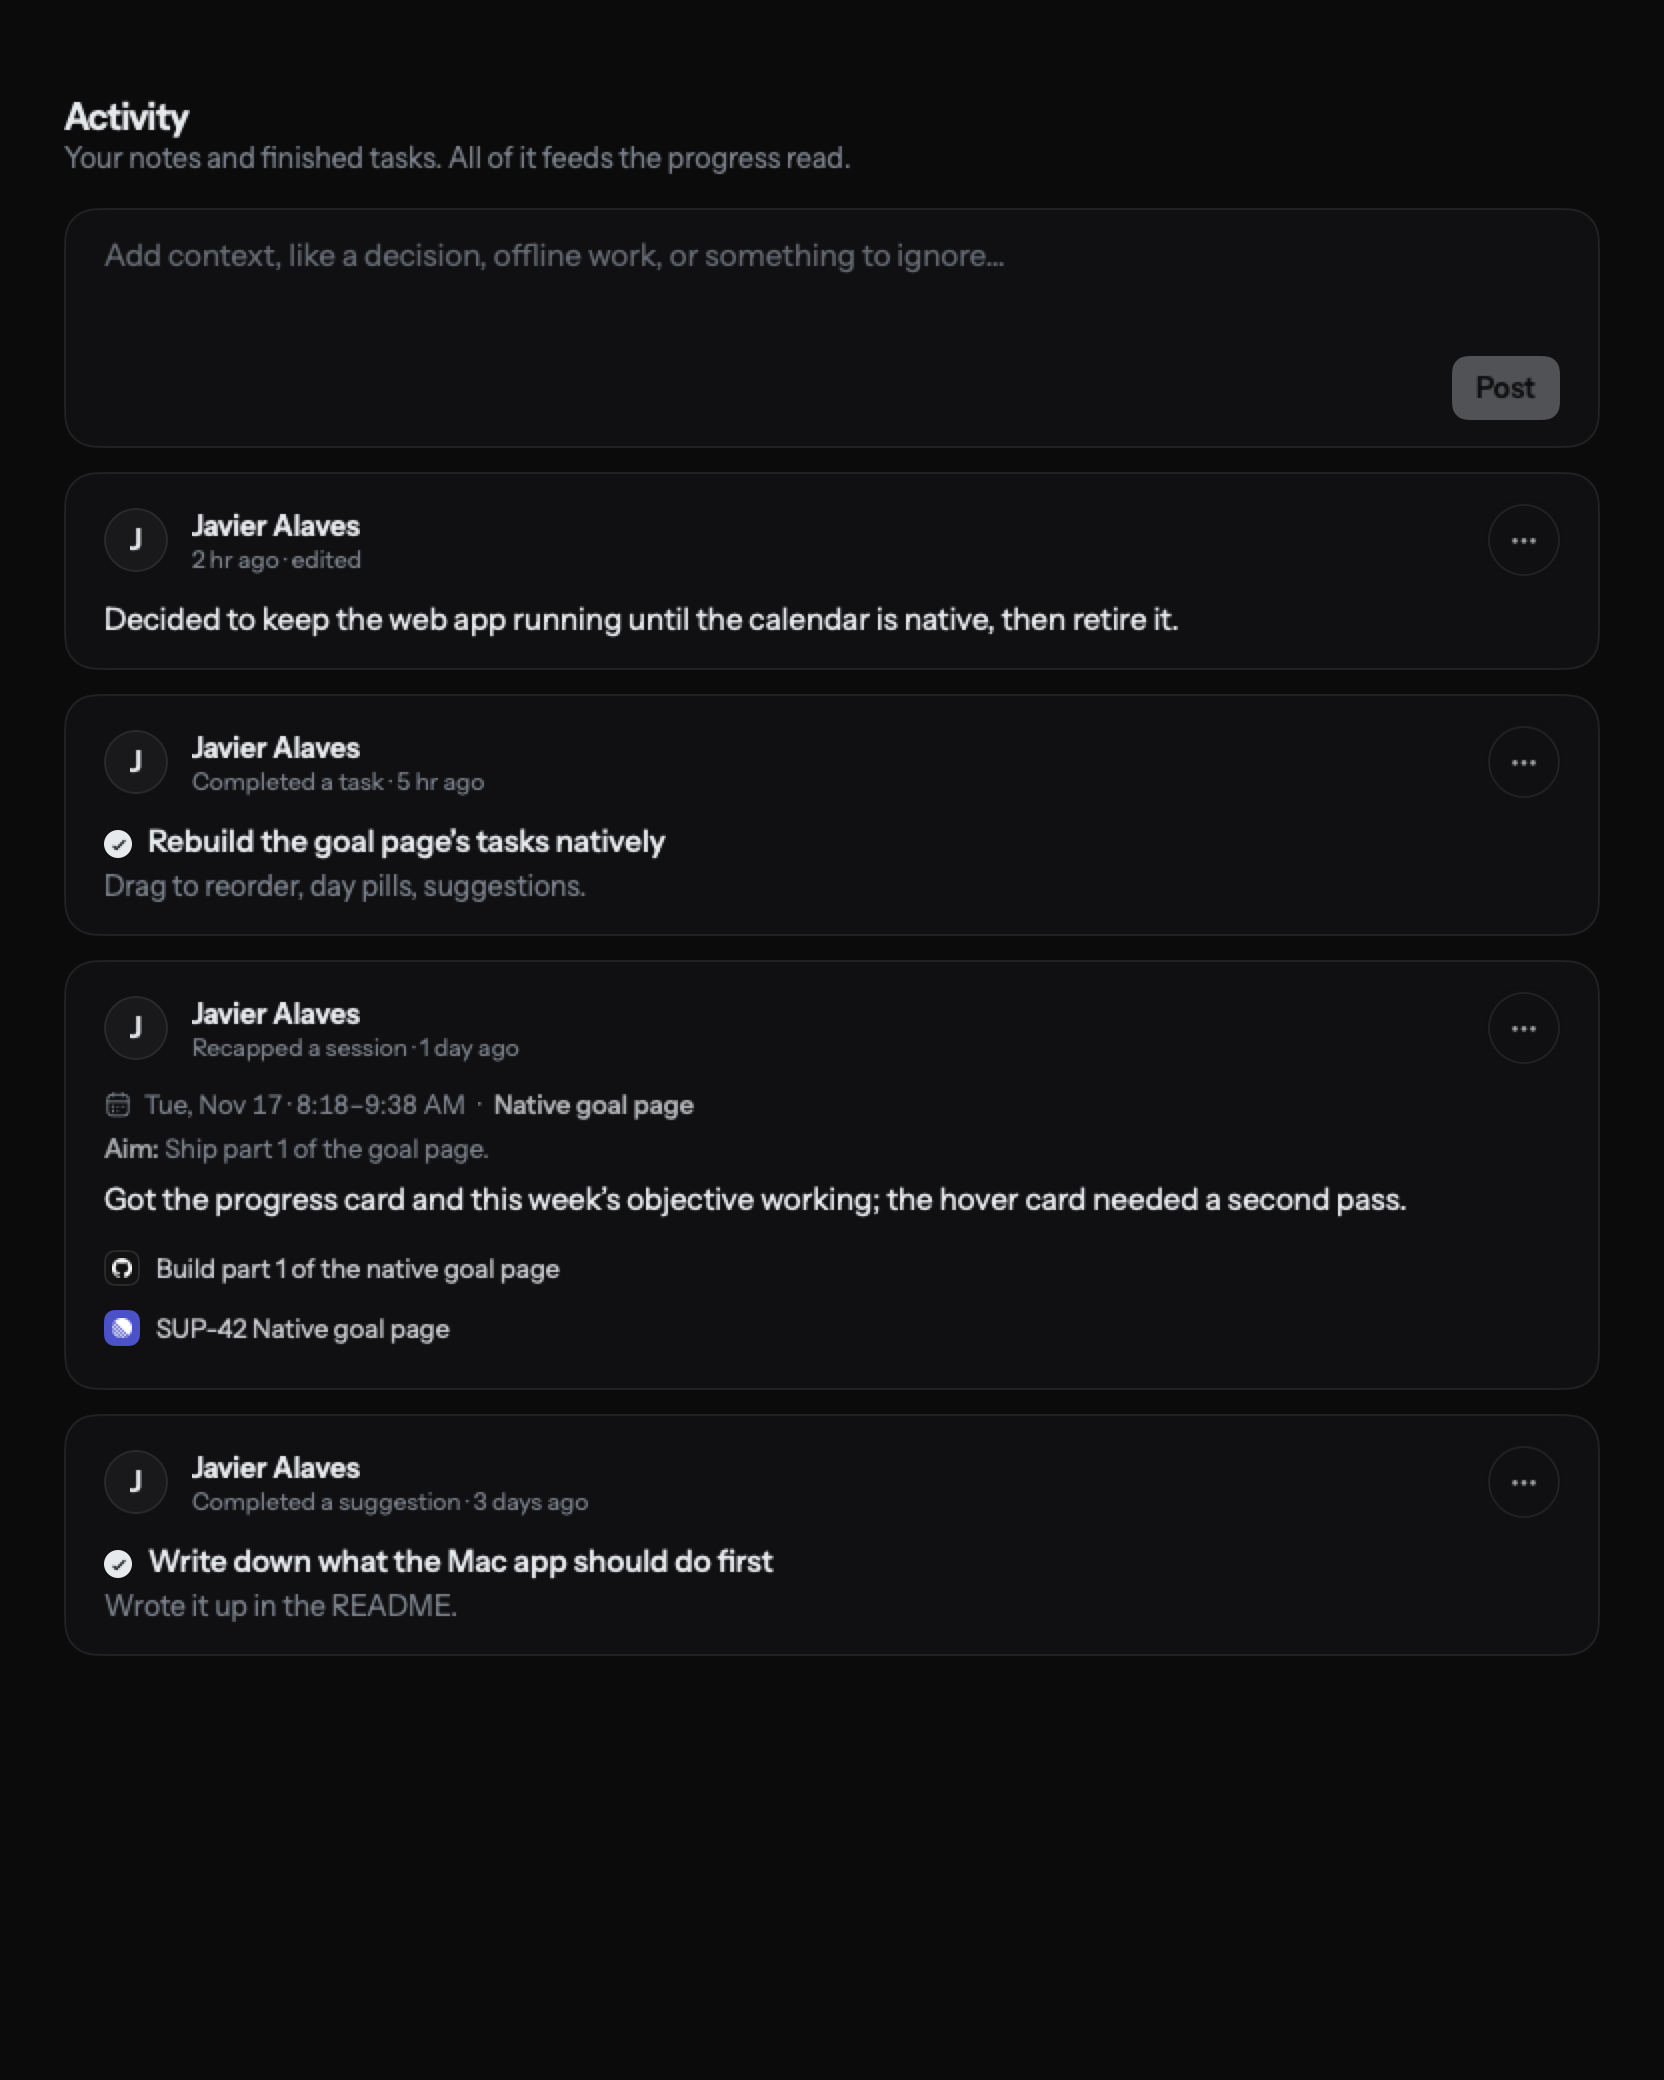 Activity
Your notes and finished tasks. All of it feeds the progress read.
Add context, like a decision, offline work, or something to ignore...
Post
J
Javier Alaves
2 hr ago · edited
Decided to keep the web app running until the calendar is native, then retire it.
J
Javier Alaves
Completed a task · 5 hr ago
Rebuild the goal page’s tasks natively
Drag to reorder, day pills, suggestions.
J
Javier Alaves
Recapped a session · 1 day ago
Tue, Nov 17 · 8:18–9:38 AM · Native goal page
Aim: Ship part 1 of the goal page.
Got the progress card and this week’s objective working; the hover card needed a second pass.
Build part 1 of the native goal page
SUP-42 Native goal page
J
Javier Alaves
Completed a suggestion · 3 days ago
Write down what the Mac app should do first
Wrote it up in the README.